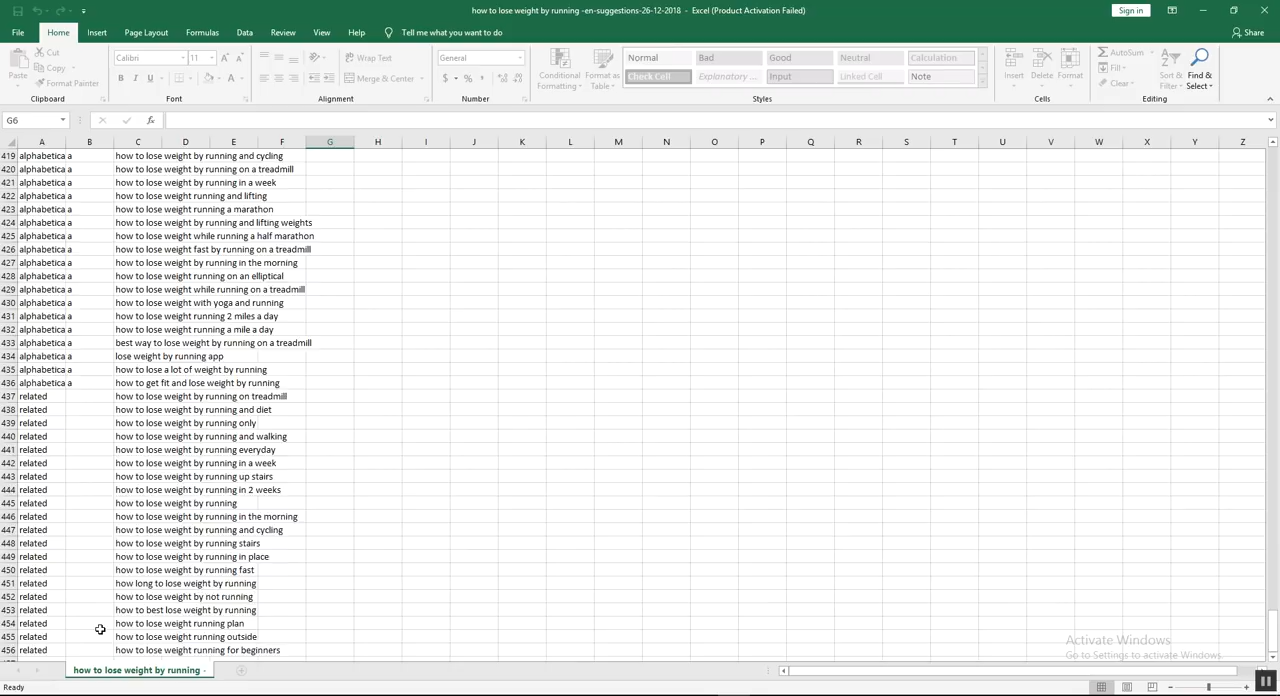 how to lose weight by running -en-suggestions-26-12-2018 - Excel (Product Activation Failed)
Sign in
File Home Insert Page Layout Formulas Data Review View Help Tell me what you want to do Share
Paste Cut Copy Format Painter Clipboard
Calibri 11 B I U A A A Font
Wrap Text Merge & Center Alignment
General $ % , Number
Conditional Formatting Format as Table
Normal Bad Good Neutral Calculation
Check Cell Explanatory ... Input Linked Cell Note
Styles
Insert Delete Format Cells
AutoSum Fill Clear Sort & Filter Find & Select Editing
G6 fx
A B C D E F G H I J K L M N O P Q R S T U V W X Y Z
419 alphabetica a how to lose weight by running and cycling
420 alphabetica a how to lose weight by running on a treadmill
421 alphabetica a how to lose weight by running in a week
422 alphabetica a how to lose weight running and lifting
423 alphabetica a how to lose weight running a marathon
424 alphabetica a how to lose weight by running and lifting weights
425 alphabetica a how to lose weight while running a half marathon
426 alphabetica a how to lose weight fast by running on a treadmill
427 alphabetica a how to lose weight by running in the morning
428 alphabetica a how to lose weight running on an elliptical
429 alphabetica a how to lose weight while running on a treadmill
430 alphabetica a how to lose weight with yoga and running
431 alphabetica a how to lose weight running 2 miles a day
432 alphabetica a how to lose weight running a mile a day
433 alphabetica a best way to lose weight by running on a treadmill
434 alphabetica a lose weight by running app
435 alphabetica a how to lose a lot of weight by running
436 alphabetica a how to get fit and lose weight by running
437 related how to lose weight by running on treadmill
438 related how to lose weight by running and diet
439 related how to lose weight by running only
440 related how to lose weight by running and walking
441 related how to lose weight by running everyday
442 related how to lose weight by running in a week
443 related how to lose weight by running up stairs
444 related how to lose weight by running in 2 weeks
445 related how to lose weight by running
446 related how to lose weight by running in the morning
447 related how to lose weight by running and cycling
448 related how to lose weight by running stairs
449 related how to lose weight by running in place
450 related how to lose weight by running fast
451 related how long to lose weight by running
452 related how to lose weight by not running
453 related how to best lose weight by running
454 related how to lose weight running plan
455 related how to lose weight running outside
456 related how to lose weight running for beginners
Activate Windows
Go to Settings to activate Windows.
how to lose weight by running -
Ready